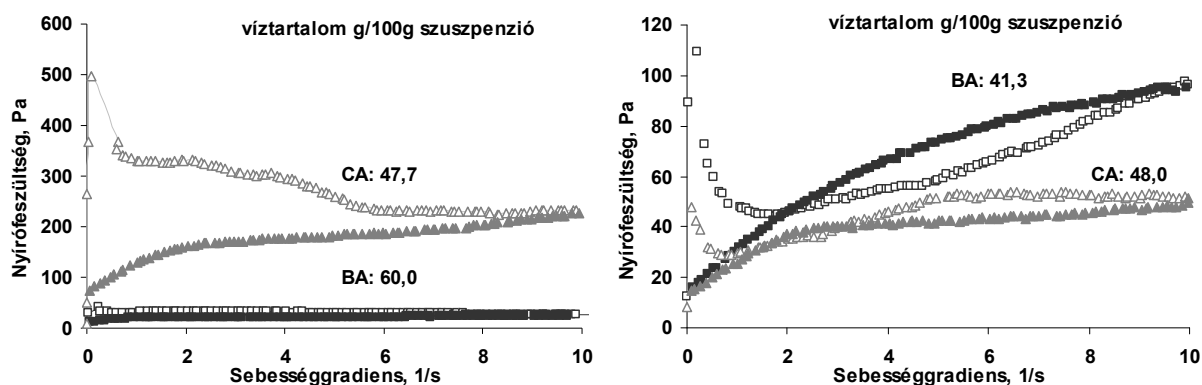 víztartalom g/100g szuszpenzió
Nyírófeszültség, Pa
600
500
400
300
200
100
0
CA: 47,7
BA: 60,0
0 2 4 6 8 10
Sebességgradiens, 1/s
víztartalom g/100g szuszpenzió
Nyírófeszültség, Pa
120
100
80
60
40
20
0
BA: 41,3
CA: 48,0
0 2 4 6 8 10
Sebességgradiens, 1/s